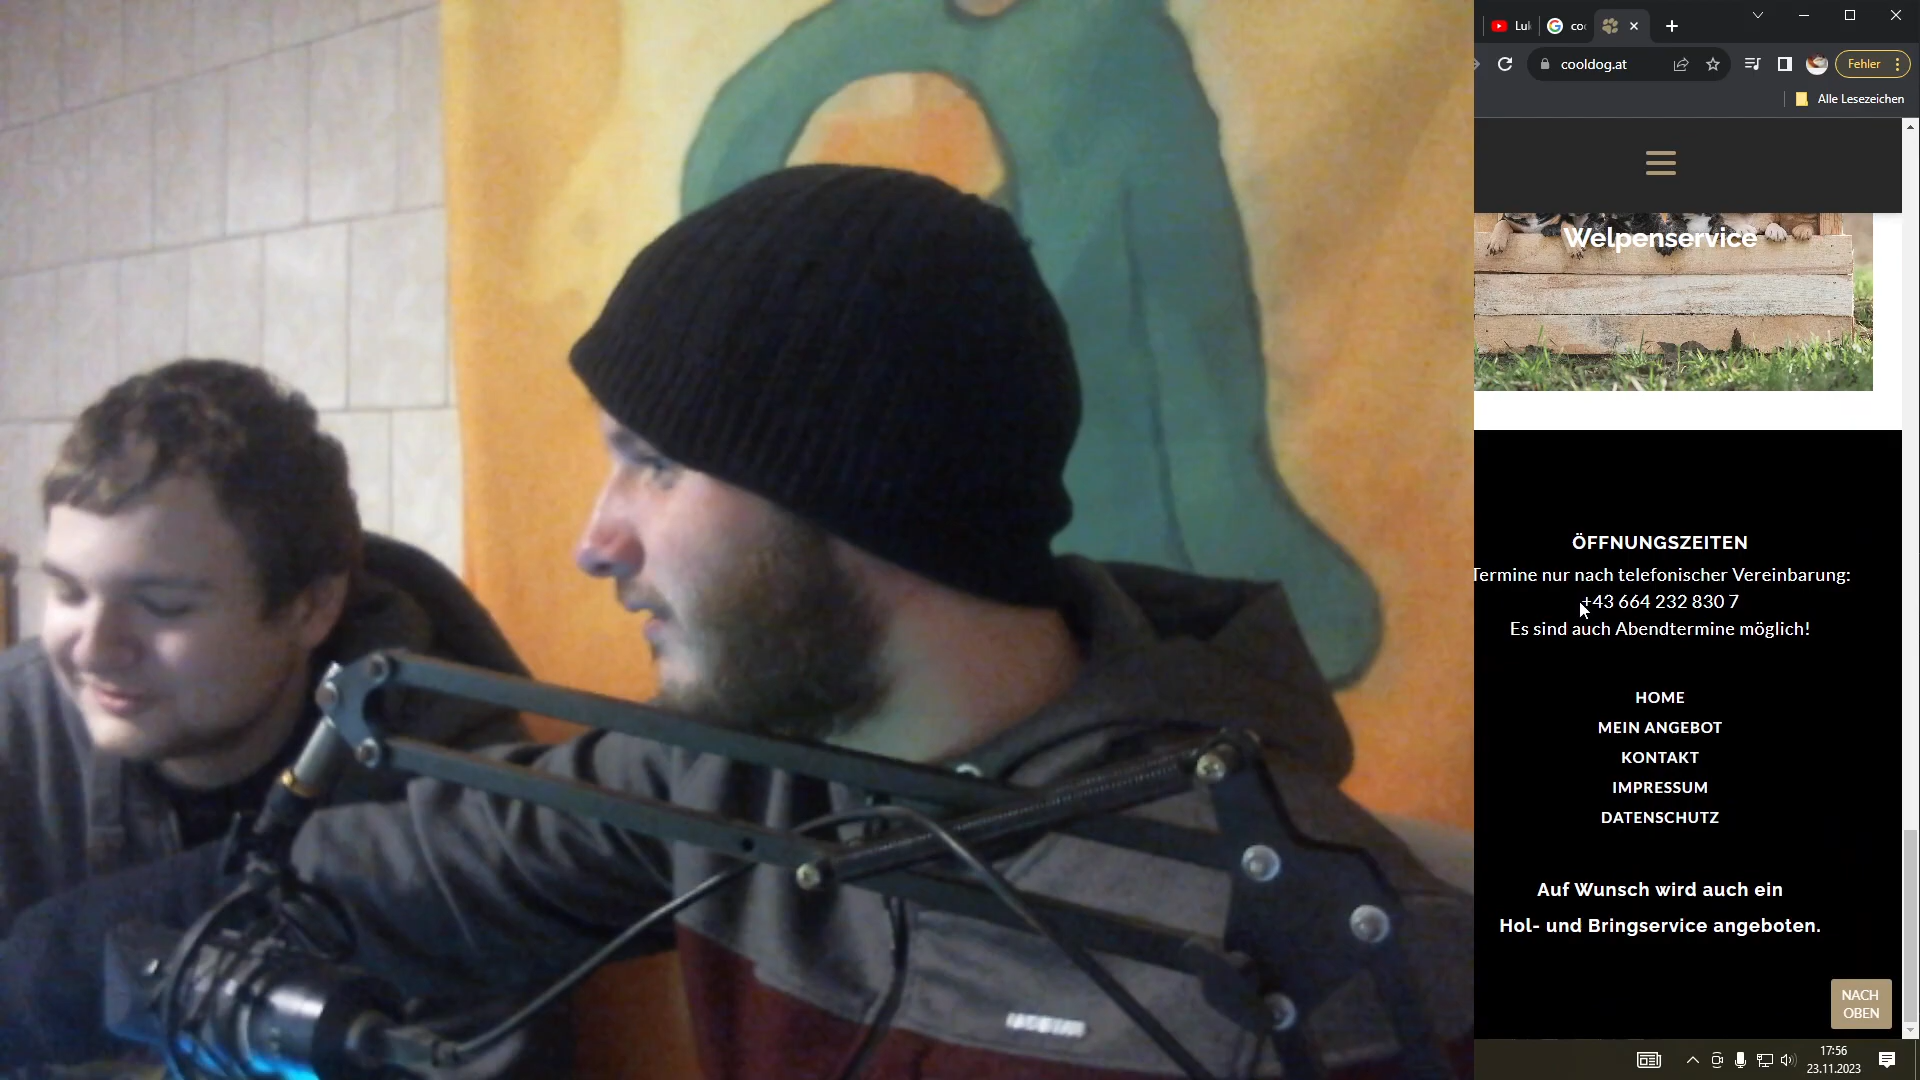 Lul
co
cooldog.at
Fehler
Alle Lesezeichen
Welpenservice
ÖFFNUNGSZEITEN
Termine nur nach telefonischer Vereinbarung:
+43 664 232 830 7
Es sind auch Abendtermine möglich!
HOME
MEIN ANGEBOT
KONTAKT
IMPRESSUM
DATENSCHUTZ
Auf Wunsch wird auch ein
Hol- und Bringservice angeboten.
NACH
OBEN
17:56
23.11.2023